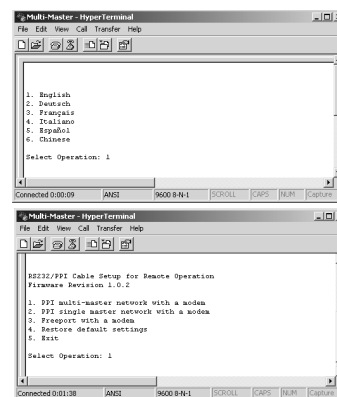 Multi-Master - HyperTerminal
File Edit View Call Transfer Help
1. English
2. Deutsch
3. Français
4. Italiano
5. Español
6. Chinese
Select Operation: 1
Connected 0:00:09 ANSI 9600 8-N-1 SCROLL CAPS NUM Capture
Multi-Master - HyperTerminal
File Edit View Call Transfer Help
RS232/PPI Cable Setup for Remote Operation
Firmware Revision 1.0.2
1. PPI multi-master network with a modem
2. PPI single master network with a modem
3. Freeport with a modem
4. Restore default settings
5. Exit
Select Operation: 1
Connected 0:01:38 ANSI 9600 8-N-1 SCROLL CAPS NUM Capture